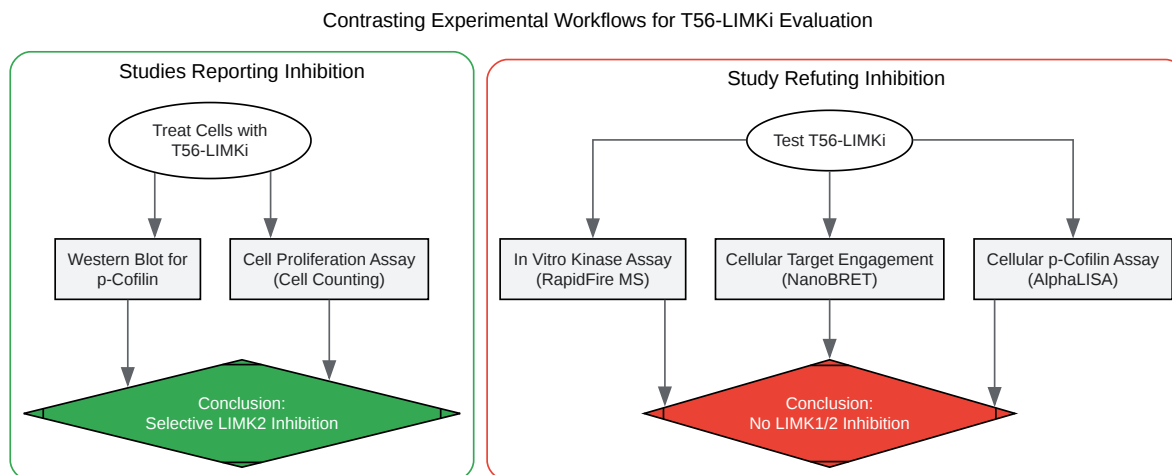 Contrasting Experimental Workflows for T56-LIMKi Evaluation
Studies Reporting Inhibition
Treat Cells with
T56-LIMKi
Western Blot for
p-Cofilin
Cell Proliferation Assay
(Cell Counting)
Conclusion:
Selective LIMK2 Inhibition
Study Refuting Inhibition
Test T56-LIMKi
In Vitro Kinase Assay
(RapidFire MS)
Cellular Target Engagement
(NanoBRET)
Cellular p-Cofilin Assay
(AlphaLISA)
Conclusion:
No LIMK1/2 Inhibition